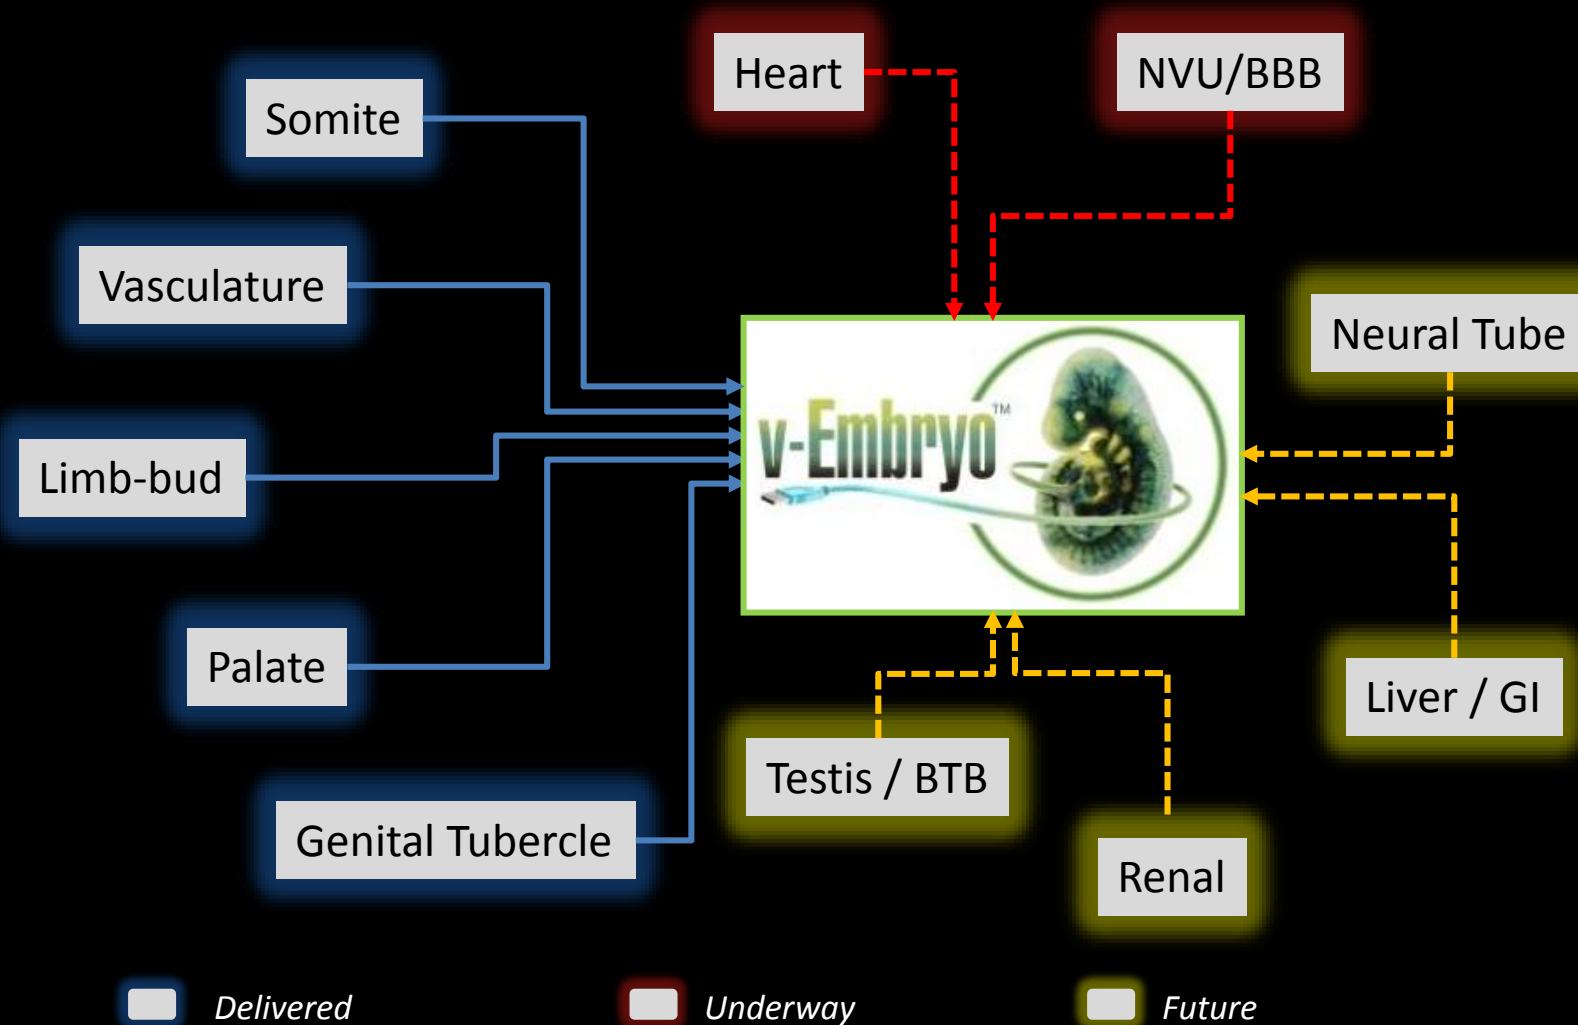 Heart
NVU/BBB
Somite
Vasculature
Neural Tube
v-Embryo™
Limb-bud
Palate
Liver / GI
Testis / BTB
Genital Tubercle
Renal
Delivered
Underway
Future